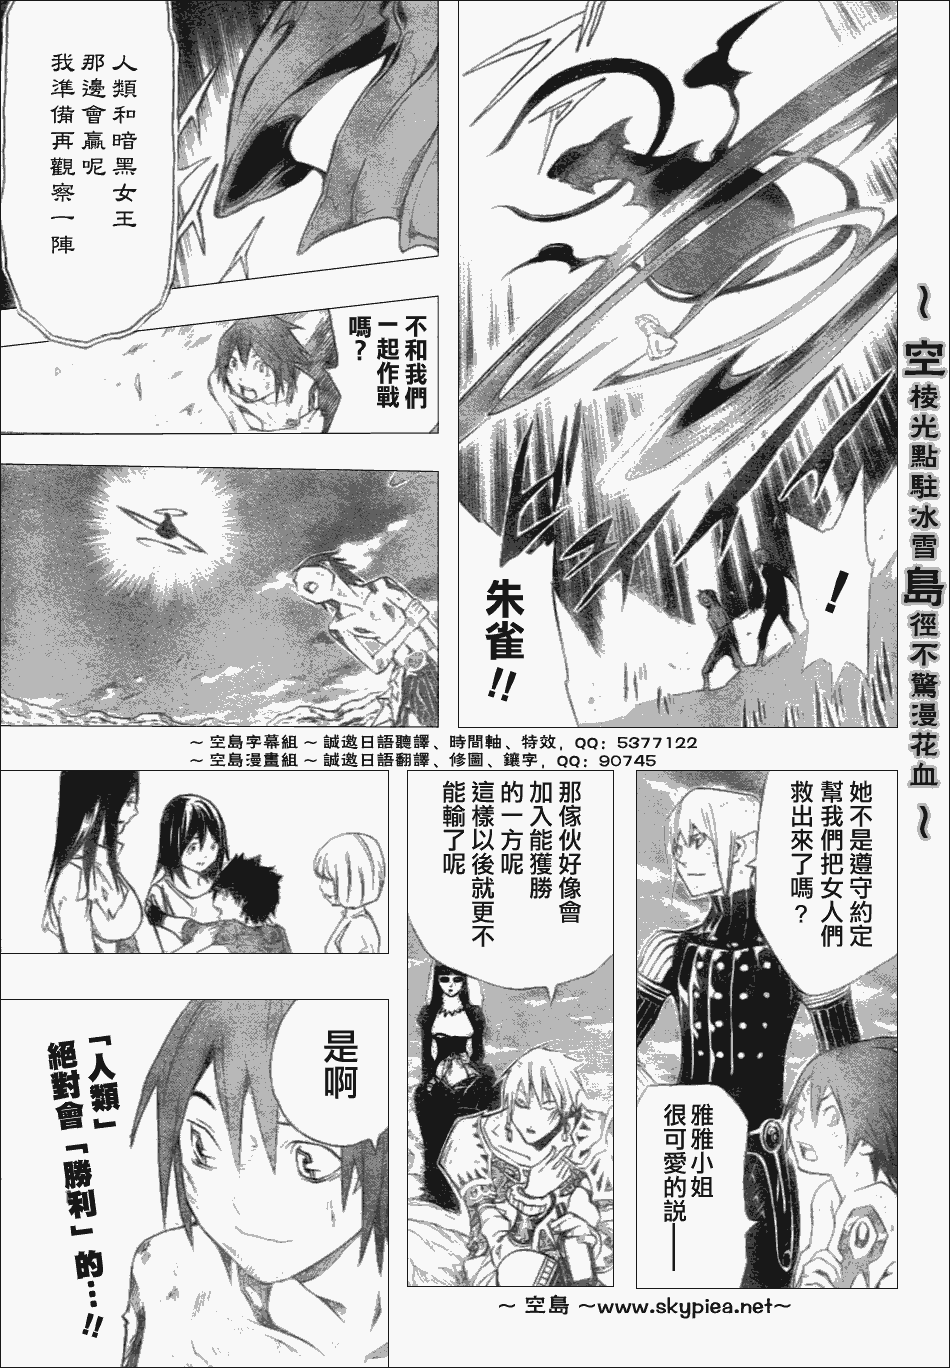 ～空棱光點駐冰雪島徑不驚漫花血～
！
朱雀!!
人類和暗黑女王
那邊會贏呢
我準備再觀察一陣
不和我們
一起作戰
嗎？
～空島字幕組～誠邀日語聽譯、時間軸、特效, QQ: 5377122
～空島漫畫組～誠邀日語翻譯、修圖、鑲字, QQ: 90745
她不是遵守約定
幫我們把女人們
救出來了嗎？
雅雅小姐
很可愛的説──
那傢伙好像會
加入能獲勝
的一方呢
這樣以後就更不
能輸了呢
是啊
「人類」
絕對會「勝利」的…!!
～ 空島 ～www.skypiea.net～